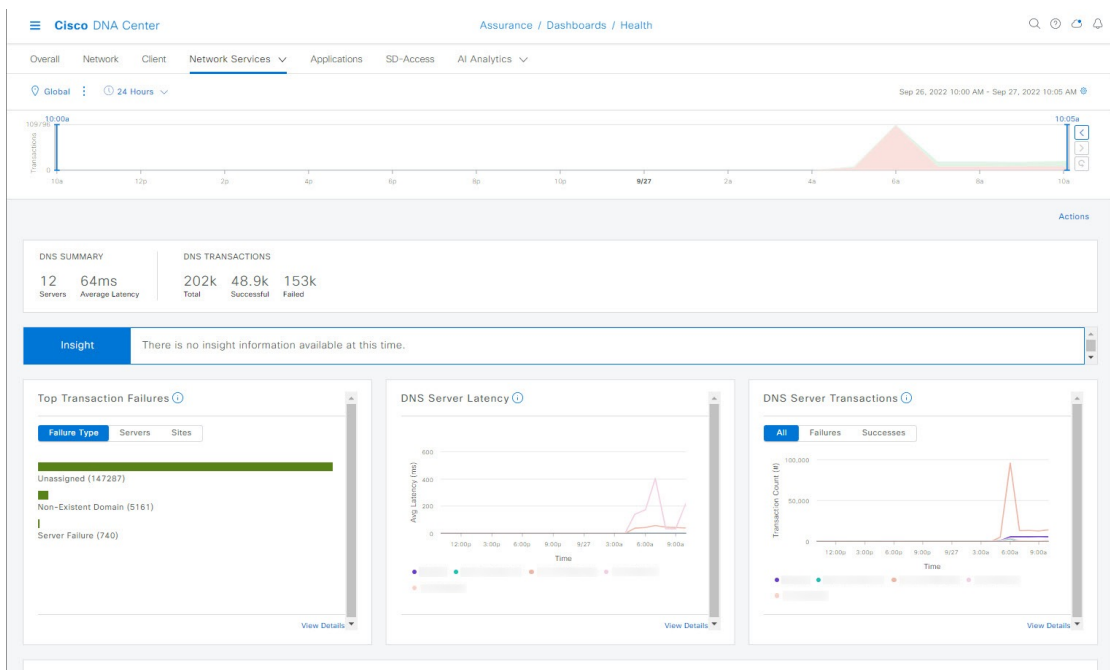 Cisco DNA Center
Assurance / Dashboards / Health
Overall Network Client Network Services Applications SD-Access AI Analytics
Global 24 Hours Sep 26, 2022 10:00 AM - Sep 27, 2022 10:05 AM
10:00a 10:05a
109796
Transactions
0
10a 12p 2p 4p 6p 8p 10p 9/27 2a 4a 6a 8a 10a
Actions
DNS SUMMARY DNS TRANSACTIONS
12 64ms 202k 48.9k 153k
Servers Average Latency Total Successful Failed
Insight There is no insight information available at this time.
Top Transaction Failures
Failure Type Servers Sites
Unassigned (147287)
Non-Existent Domain (5161)
Server Failure (740)
View Details
DNS Server Latency
Avg Latency (ms)
600
400
200
0
12:00p 3:00p 6:00p 9:00p 9/27 3:00a 6:00a 9:00a
Time
View Details
DNS Server Transactions
All Failures Successes
Transaction Count (#)
100,000
50,000
0
12:00p 3:00p 6:00p 9:00p 9/27 3:00a 6:00a 9:00a
Time
View Details